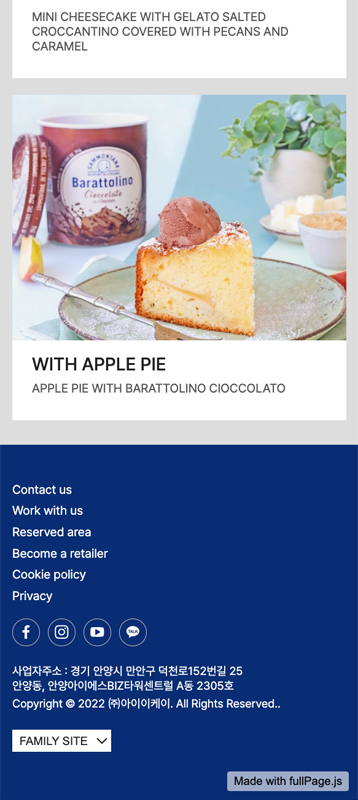 MINI CHEESECAKE WITH GELATO SALTED
CROCCANTINO COVERED WITH PECANS AND
CARAMEL
SAMMONTANA
Barattolino
Cioccolato
WITH APPLE PIE
APPLE PIE WITH BARATTOLINO CIOCCOLATO
Contact us
Work with us
Reserved area
Become a retailer
Cookie policy
Privacy
TALK
사업자주소 : 경기 안양시 만안구 덕천로152번길 25
안양동, 안양아이에스BIZ타워센트럴 A동 2305호
Copyright © 2022 ㈜아이이케이. All Rights Reserved..
FAMILY SITE
Made with fullPage.js